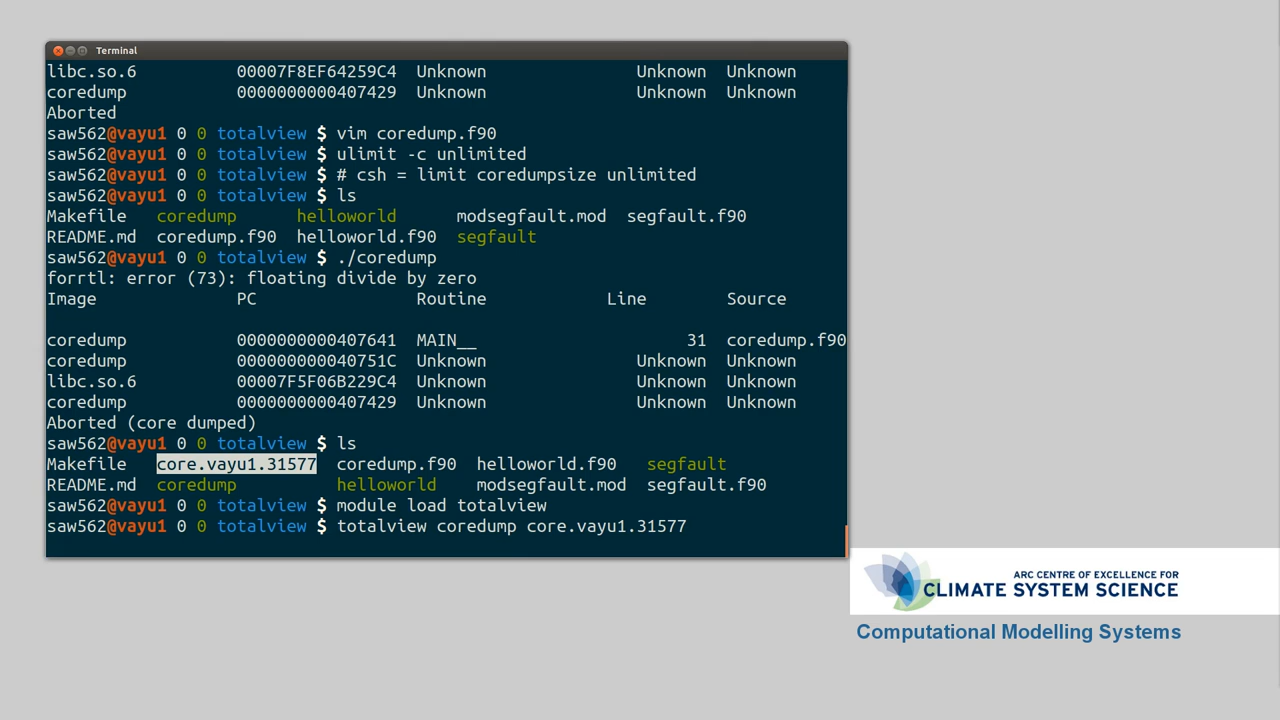 Terminal
libc.so.6 00007F8EF64259C4 Unknown Unknown Unknown
coredump 0000000000407429 Unknown Unknown Unknown
Aborted
saw562@vayu1 0 0 totalview $ vim coredump.f90
saw562@vayu1 0 0 totalview $ ulimit -c unlimited
saw562@vayu1 0 0 totalview $ # csh = limit coredumpsize unlimited
saw562@vayu1 0 0 totalview $ ls
Makefile coredump helloworld modsegfault.mod segfault.f90
README.md coredump.f90 helloworld.f90 segfault
saw562@vayu1 0 0 totalview $ ./coredump
forrtl: error (73): floating divide by zero
Image PC Routine Line Source
coredump 0000000000407641 MAIN__ 31 coredump.f90
coredump 000000000040751C Unknown Unknown Unknown
libc.so.6 00007F5F06B229C4 Unknown Unknown Unknown
coredump 0000000000407429 Unknown Unknown Unknown
Aborted (core dumped)
saw562@vayu1 0 0 totalview $ ls
Makefile core.vayu1.31577 coredump.f90 helloworld.f90 segfault
README.md coredump helloworld modsegfault.mod segfault.f90
saw562@vayu1 0 0 totalview $ module load totalview
saw562@vayu1 0 0 totalview $ totalview coredump core.vayu1.31577
ARC CENTRE OF EXCELLENCE FOR
CLIMATE SYSTEM SCIENCE
Computational Modelling Systems